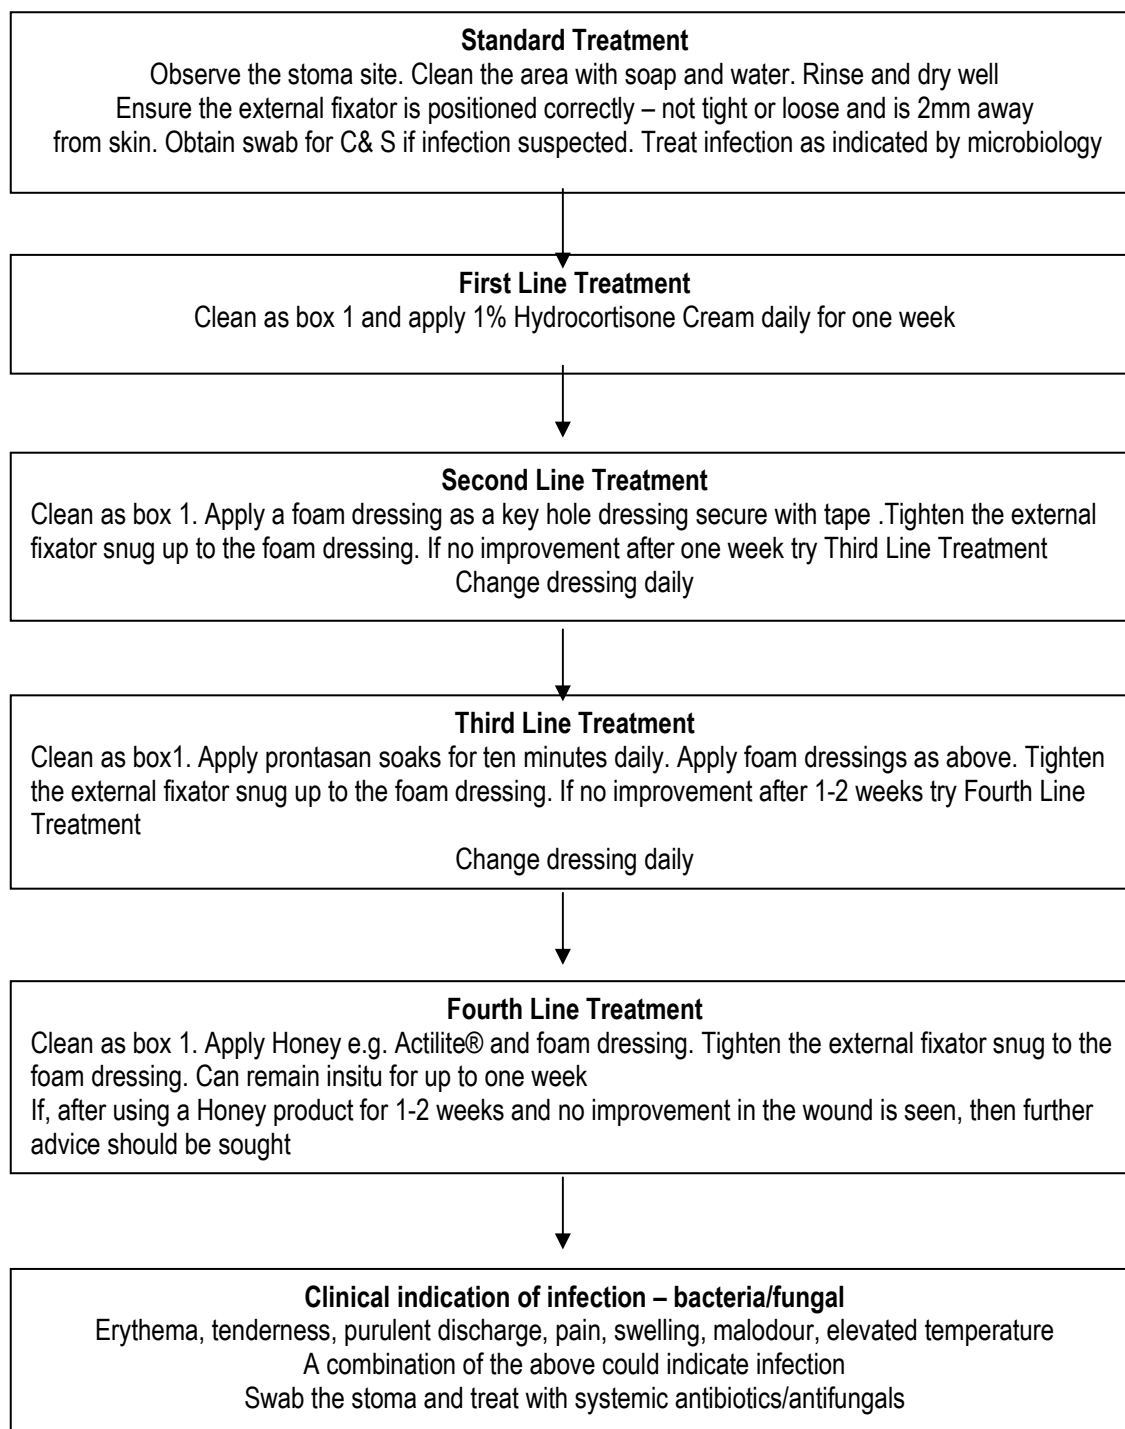 Standard Treatment
Observe the stoma site. Clean the area with soap and water. Rinse and dry well
Ensure the external fixator is positioned correctly – not tight or loose and is 2mm away
from skin. Obtain swab for C& S if infection suspected. Treat infection as indicated by microbiology
First Line Treatment
Clean as box 1 and apply 1% Hydrocortisone Cream daily for one week
Second Line Treatment
Clean as box 1. Apply a foam dressing as a key hole dressing secure with tape .Tighten the external
fixator snug up to the foam dressing. If no improvement after one week try Third Line Treatment
Change dressing daily
Third Line Treatment
Clean as box1. Apply prontasan soaks for ten minutes daily. Apply foam dressings as above. Tighten
the external fixator snug up to the foam dressing. If no improvement after 1-2 weeks try Fourth Line
Treatment
Change dressing daily
Fourth Line Treatment
Clean as box 1. Apply Honey e.g. Actilite® and foam dressing. Tighten the external fixator snug to the
foam dressing. Can remain insitu for up to one week
If, after using a Honey product for 1-2 weeks and no improvement in the wound is seen, then further
advice should be sought
Clinical indication of infection – bacteria/fungal
Erythema, tenderness, purulent discharge, pain, swelling, malodour, elevated temperature
A combination of the above could indicate infection
Swab the stoma and treat with systemic antibiotics/antifungals